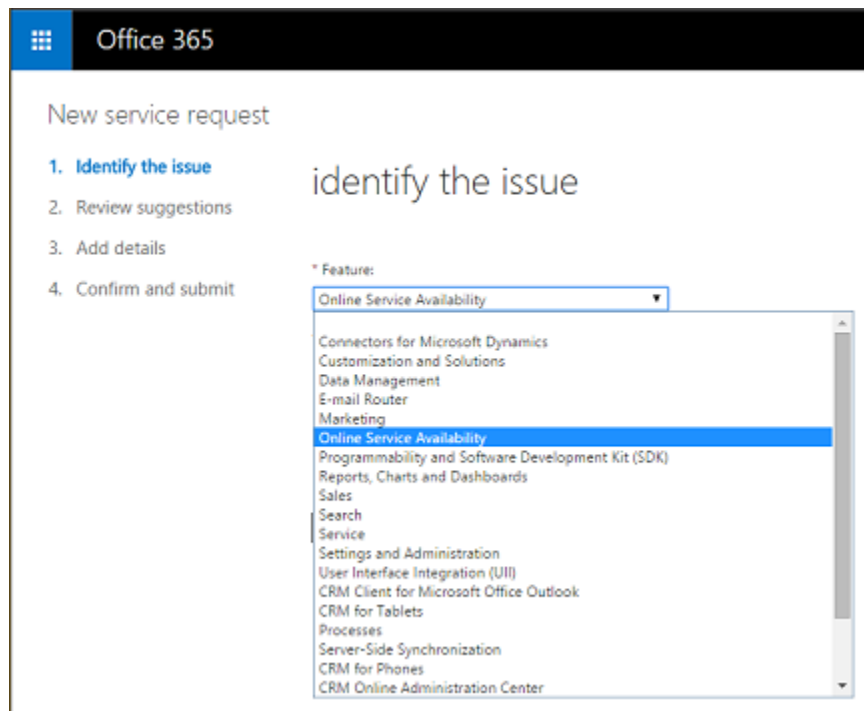 Office 365
New service request
1. Identify the issue
2. Review suggestions
3. Add details
4. Confirm and submit
identify the issue
* Feature:
Online Service Availability
Connectors for Microsoft Dynamics
Customization and Solutions
Data Management
E-mail Router
Marketing
Online Service Availability
Programmability and Software Development Kit (SDK)
Reports, Charts and Dashboards
Sales
Search
Service
Settings and Administration
User Interface Integration (UII)
CRM Client for Microsoft Office Outlook
CRM for Tablets
Processes
Server-Side Synchronization
CRM for Phones
CRM Online Administration Center